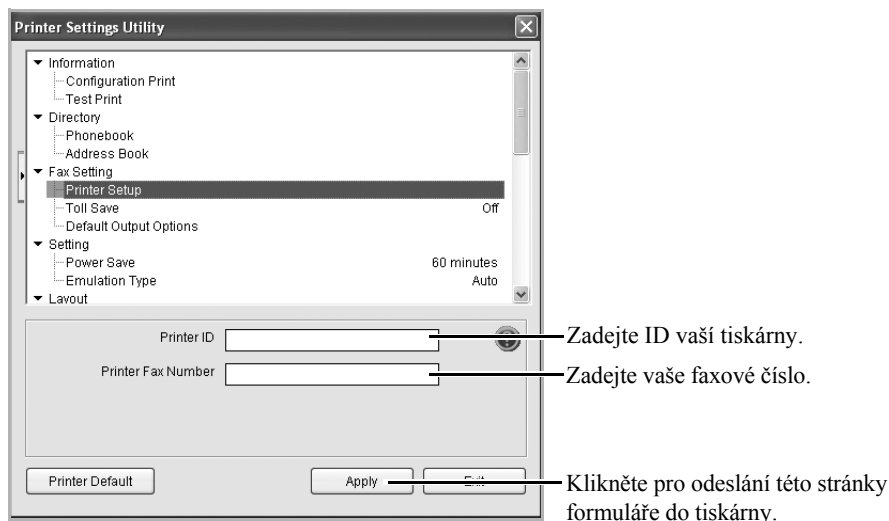 Printer Settings Utility
Information
Configuration Print
Test Print
Directory
Phonebook
Address Book
Fax Setting
Printer Setup
Toll Save Off
Default Output Options
Setting
Power Save 60 minutes
Emulation Type Auto
Layout
Printer ID
Zadejte ID vaší tiskárny.
Printer Fax Number
Zadejte vaše faxové číslo.
Printer Default
Apply
Exit
Klikněte pro odeslání této stránky
formuláře do tiskárny.